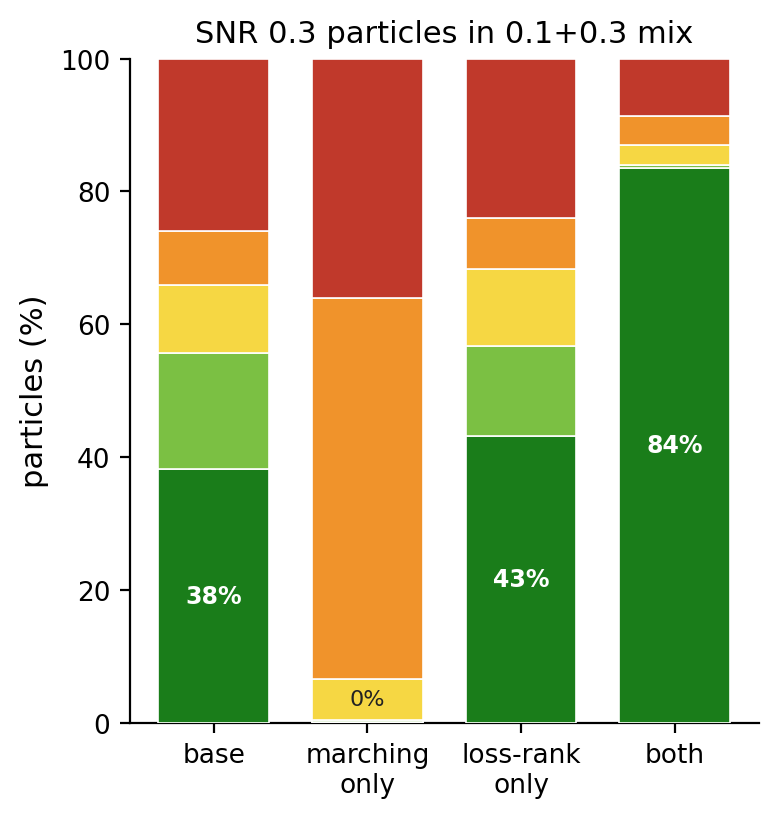 SNR 0.3 particles in 0.1+0.3 mix
particles (%)
100
80
60
40
20
0
38%
0%
43%
84%
base
marching
only
loss-rank
only
both